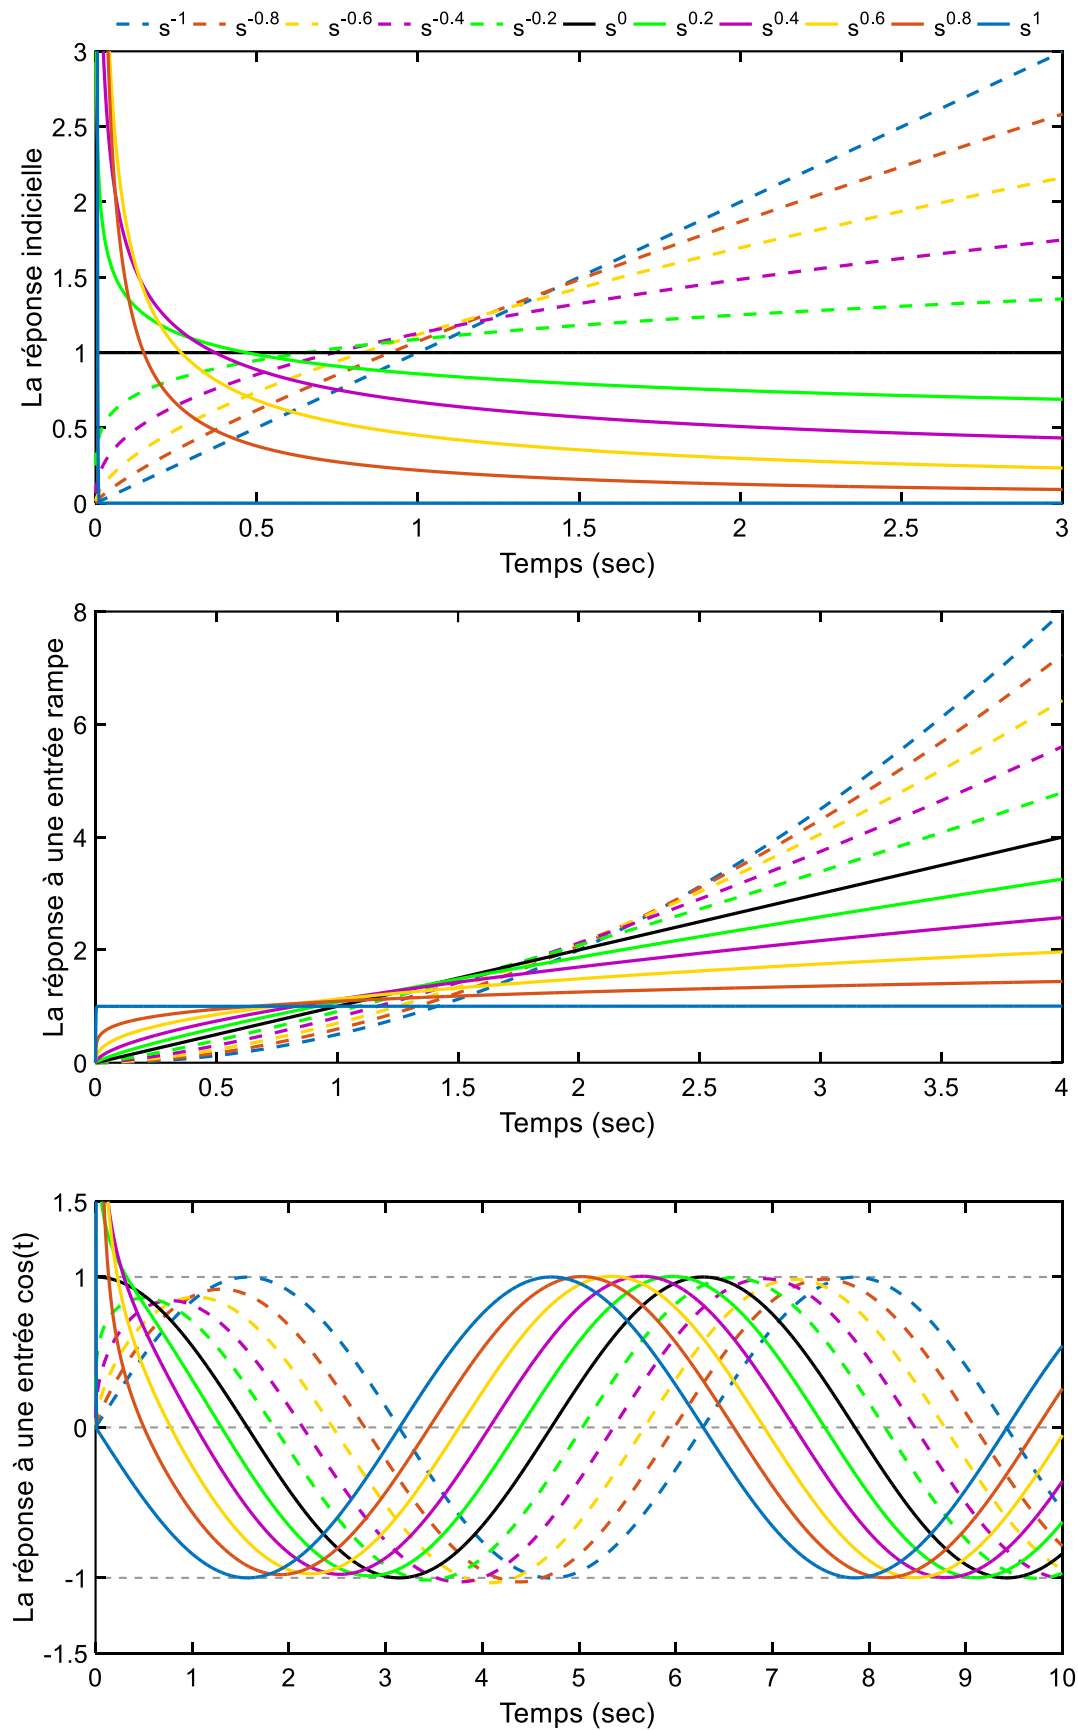 s-1 s-0.8 s-0.6 s-0.4 s-0.2 s0 s0.2 s0.4 s0.6 s0.8 s1
La réponse indicielle
3
2.5
2
1.5
1
0.5
0
0 0.5 1 1.5 2 2.5 3
Temps (sec)
La réponse à une entrée rampe
8
6
4
2
0
0 0.5 1 1.5 2 2.5 3 3.5 4
Temps (sec)
La réponse à une entrée cos(t)
1.5
1
0
-1
-1.5
0 1 2 3 4 5 6 7 8 9 10
Temps (sec)